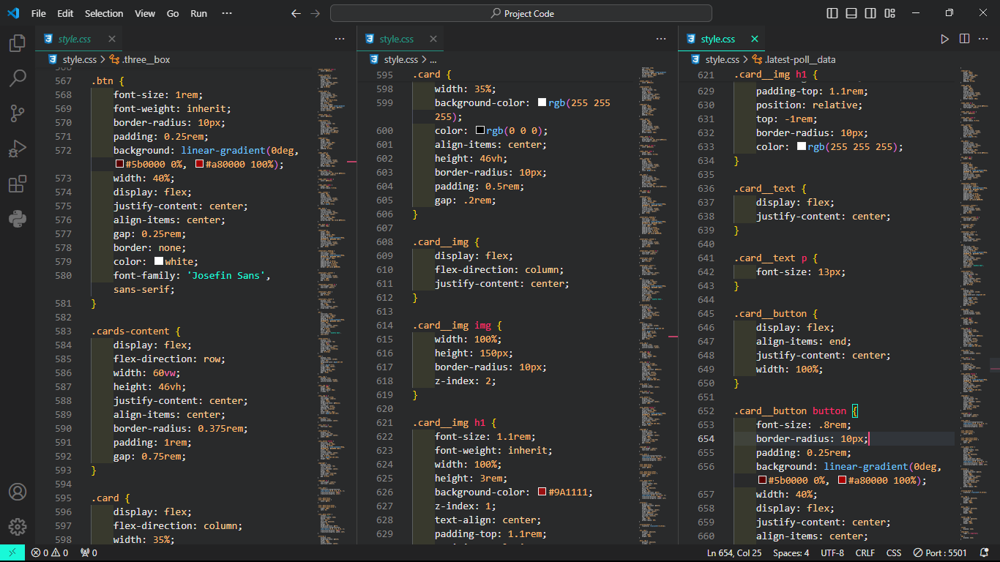 File Edit Selection View Go Run ··· Project Code
style.css
style.css > .three__box
567 .btn {
568 font-size: 1rem;
569 font-weight: inherit;
570 border-radius: 10px;
571 padding: 0.25rem;
572 background: linear-gradient(0deg,
#5b0000 0%, #a80000 100%);
573 width: 40%;
574 display: flex;
575 justify-content: center;
576 align-items: center;
577 gap: 0.25rem;
578 border: none;
579 color: white;
580 font-family: 'Josefin Sans',
sans-serif;
581 }
582
583 .cards-content {
584 display: flex;
585 flex-direction: row;
586 width: 60vw;
587 height: 46vh;
588 justify-content: center;
589 align-items: center;
590 border-radius: 0.375rem;
591 padding: 1rem;
592 gap: 0.75rem;
593 }
594
595 .card {
596 display: flex;
597 flex-direction: column;
598 width: 35%;
style.css
style.css > ...
595 .card {
598 width: 35%;
599 background-color: rgb(255 255
255);
600 color: rgb(0 0 0);
601 align-items: center;
602 height: 46vh;
603 border-radius: 10px;
604 padding: 0.5rem;
605 gap: .2rem;
606 }
607
608 .card__img {
609 display: flex;
610 flex-direction: column;
611 justify-content: center;
612 }
613
614 .card__img img {
615 width: 100%;
616 height: 150px;
617 border-radius: 10px;
618 z-index: 2;
619 }
620
621 .card__img h1 {
622 font-size: 1.1rem;
623 font-weight: inherit;
624 width: 100%;
625 height: 3rem;
626 background-color: #9A1111;
627 z-index: 1;
628 text-align: center;
629 padding-top: 1.1rem;
style.css
style.css > .latest-poll__data
621 .card__img h1 {
629 padding-top: 1.1rem;
630 position: relative;
631 top: -1rem;
632 border-radius: 10px;
633 color: rgb(255 255 255);
634 }
635
636 .card__text {
637 display: flex;
638 justify-content: center;
639 }
640
641 .card__text p {
642 font-size: 13px;
643 }
644
645 .card__button {
646 display: flex;
647 align-items: end;
648 justify-content: center;
649 width: 100%;
650 }
651
652 .card__button button {
653 font-size: .8rem;
654 border-radius: 10px;
655 padding: 0.25rem;
656 background: linear-gradient(0deg,
#5b0000 0%, #a80000 100%);
657 width: 40%;
658 display: flex;
659 justify-content: center;
660 align-items: center;
0 0 0 Ln 654, Col 25 Spaces: 4 UTF-8 CRLF CSS Port : 5501